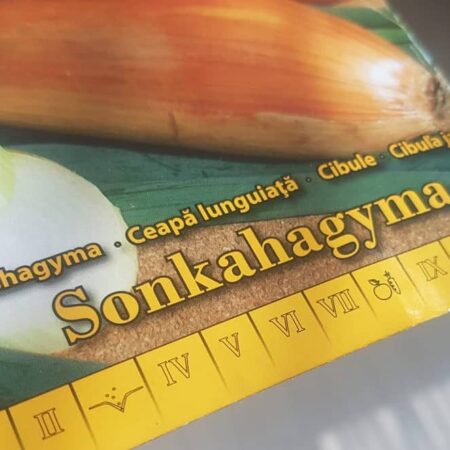 hagyma · Ceapă lunguiață · Cibule · Cibuľa
Sonkahagyma
II IV V VI VII IX